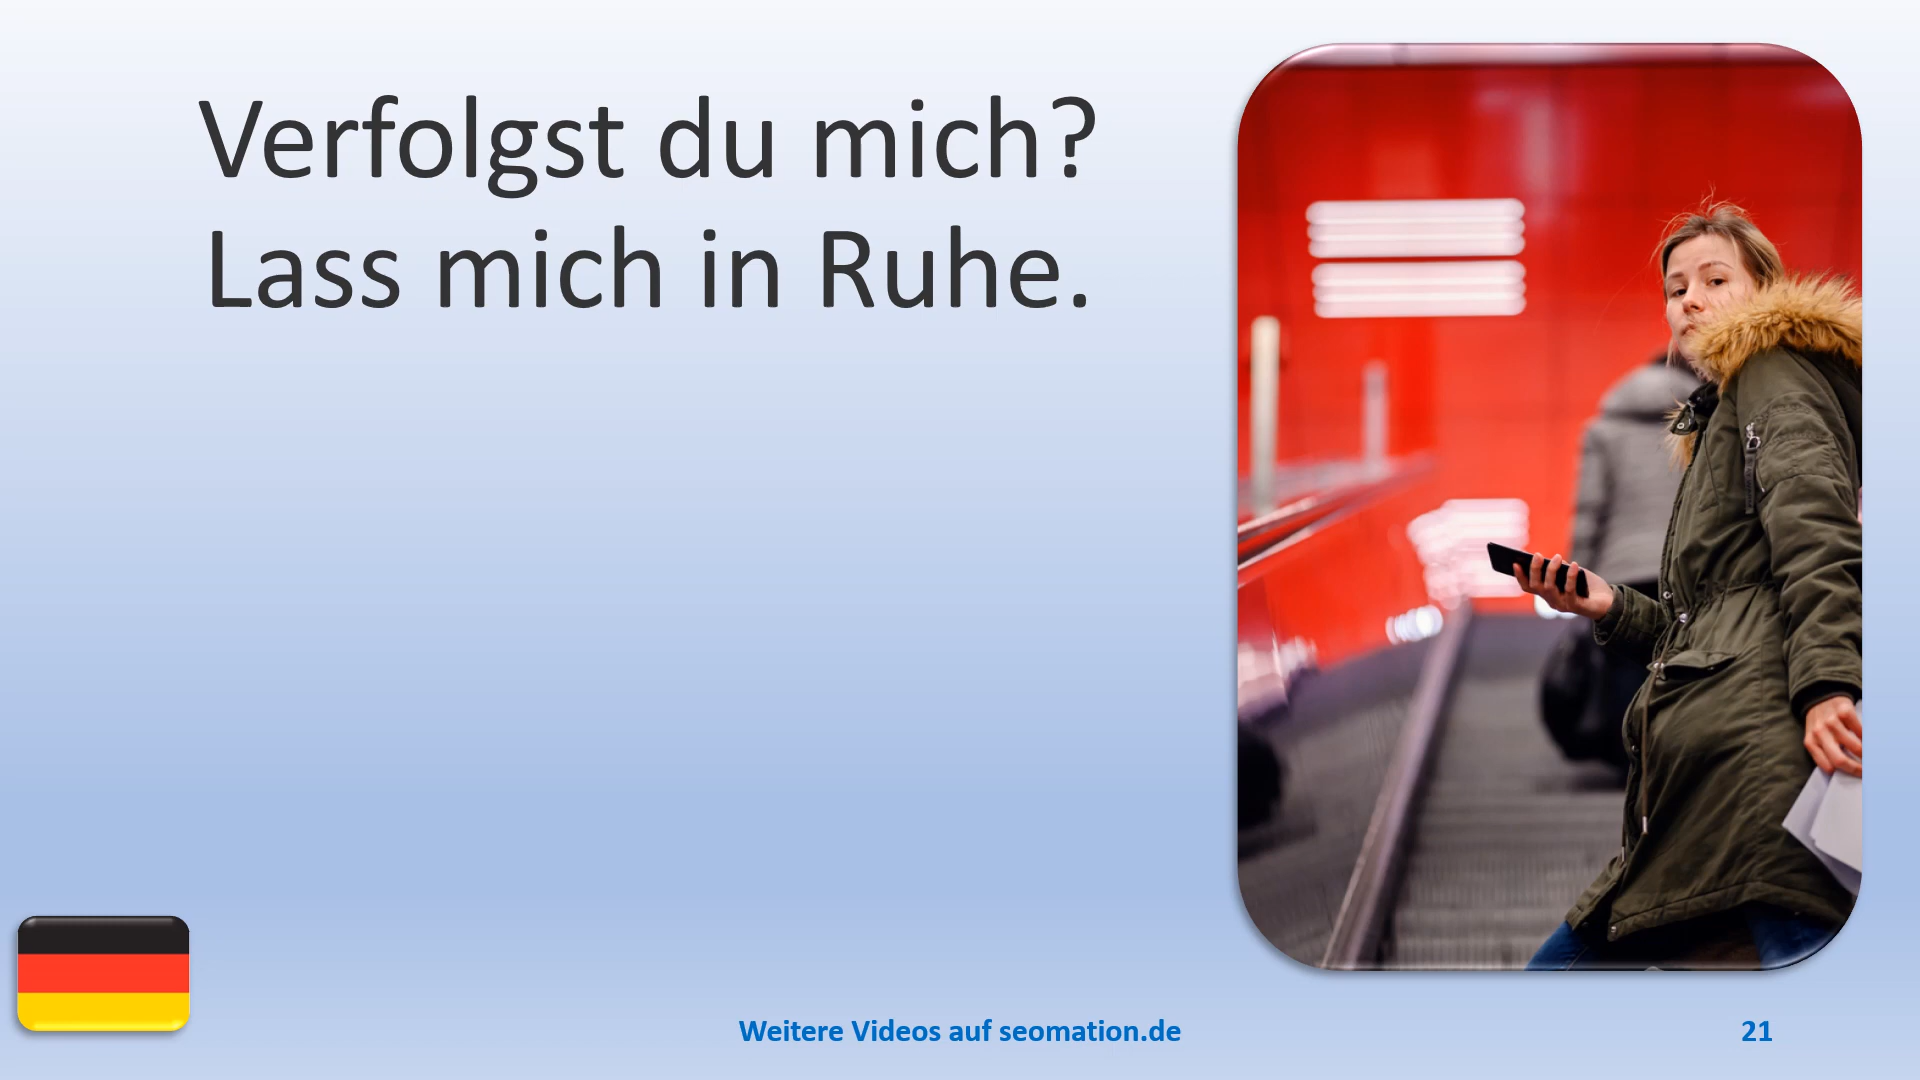 Verfolgst du mich?
Lass mich in Ruhe.
Weitere Videos auf seomation.de
21